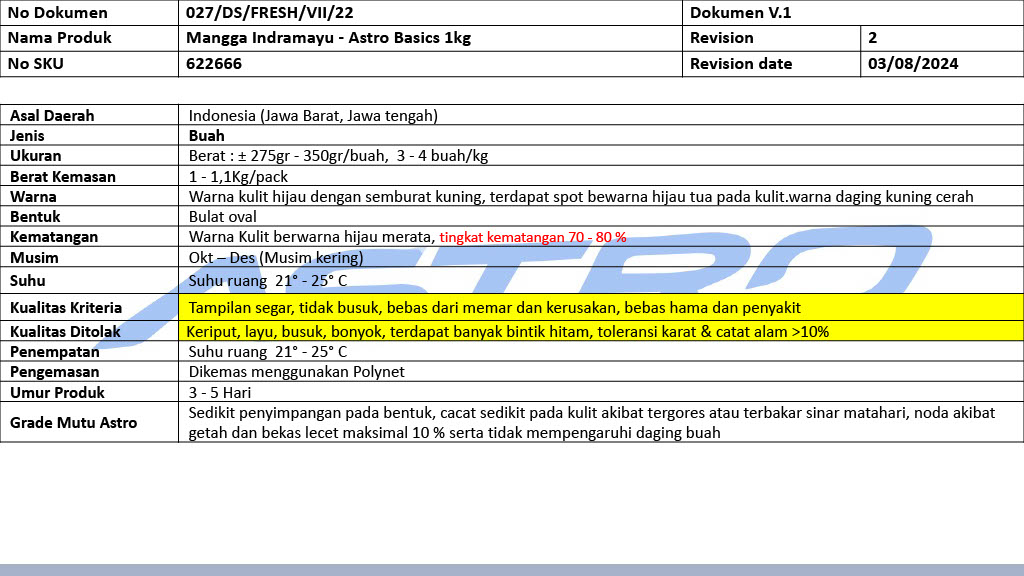 No Dokumen 027/DS/FRESH/VII/22 Dokumen V.1
Nama Produk Mangga Indramayu - Astro Basics 1kg Revision 2
No SKU 622666 Revision date 03/08/2024
Asal Daerah Indonesia (Jawa Barat, Jawa tengah)
Jenis Buah
Ukuran Berat : ± 275gr - 350gr/buah, 3 - 4 buah/kg
Berat Kemasan 1 - 1,1Kg/pack
Warna Warna kulit hijau dengan semburat kuning, terdapat spot bewarna hijau tua pada kulit.warna daging kuning cerah
Bentuk Bulat oval
Kematangan Warna Kulit berwarna hijau merata, tingkat kematangan 70 - 80 %
Musim Okt – Des (Musim kering)
Suhu Suhu ruang 21° - 25° C
Kualitas Kriteria Tampilan segar, tidak busuk, bebas dari memar dan kerusakan, bebas hama dan penyakit
Kualitas Ditolak Keriput, layu, busuk, bonyok, terdapat banyak bintik hitam, toleransi karat & catat alam >10%
Penempatan Suhu ruang 21° - 25° C
Pengemasan Dikemas menggunakan Polynet
Umur Produk 3 - 5 Hari
Grade Mutu Astro Sedikit penyimpangan pada bentuk, cacat sedikit pada kulit akibat tergores atau terbakar sinar matahari, noda akibat
getah dan bekas lecet maksimal 10 % serta tidak mempengaruhi daging buah
ASTRO